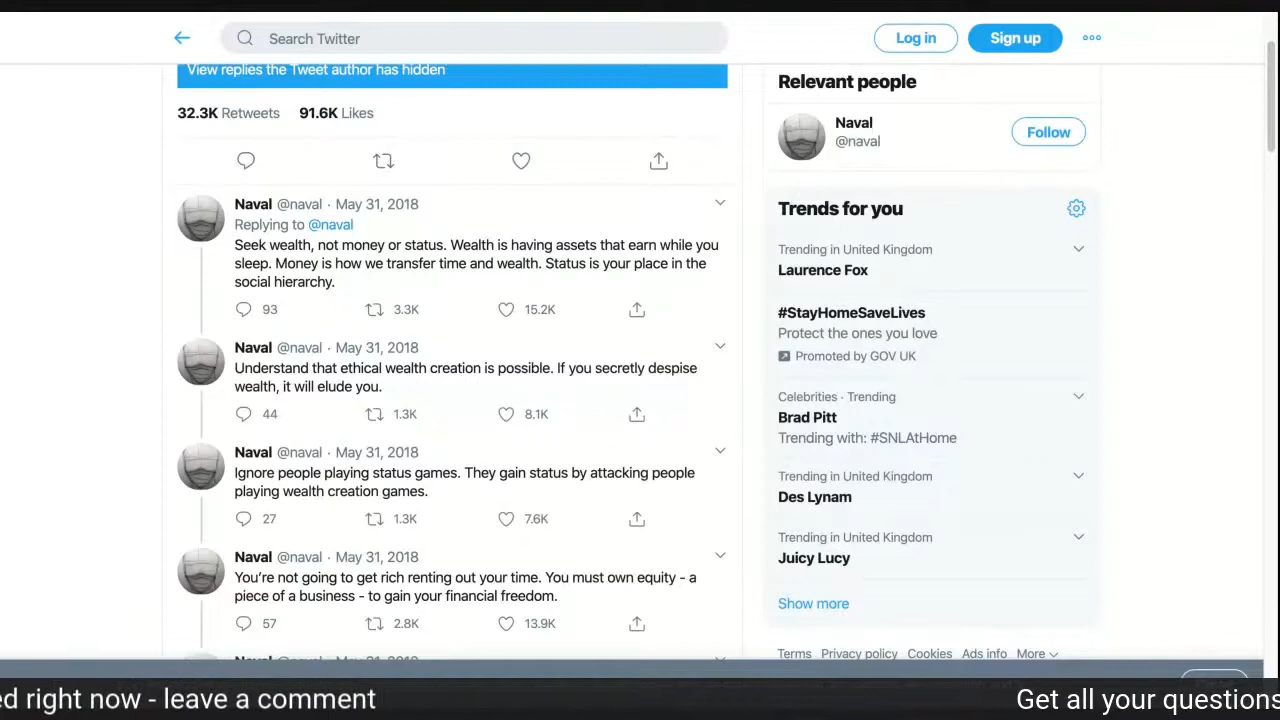 Search Twitter
Log in
Sign up
View replies the Tweet author has hidden
32.3K Retweets 91.6K Likes
Naval @naval · May 31, 2018
Replying to @naval
Seek wealth, not money or status. Wealth is having assets that earn while you
sleep. Money is how we transfer time and wealth. Status is your place in the
social hierarchy.
93 3.3K 15.2K
Naval @naval · May 31, 2018
Understand that ethical wealth creation is possible. If you secretly despise
wealth, it will elude you.
44 1.3K 8.1K
Naval @naval · May 31, 2018
Ignore people playing status games. They gain status by attacking people
playing wealth creation games.
27 1.3K 7.6K
Naval @naval · May 31, 2018
You’re not going to get rich renting out your time. You must own equity - a
piece of a business - to gain your financial freedom.
57 2.8K 13.9K
Naval @naval · May 31, 2018
Relevant people
Naval
@naval
Follow
Trends for you
Trending in United Kingdom
Laurence Fox
#StayHomeSaveLives
Protect the ones you love
Promoted by GOV UK
Celebrities · Trending
Brad Pitt
Trending with: #SNLAtHome
Trending in United Kingdom
Des Lynam
Trending in United Kingdom
Juicy Lucy
Show more
Terms Privacy policy Cookies Ads info More
ed right now - leave a comment
Get all your questions